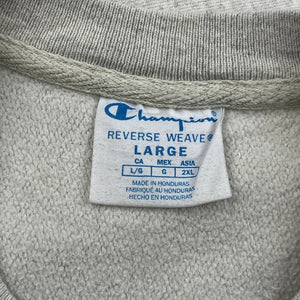 Champion
REVERSE WEAVE®
LARGE
CA MEX ASIA
L/G G 2XL
MADE IN HONDURAS
FABRIQUÉ AU HONDURAS
HECHO EN HONDURAS